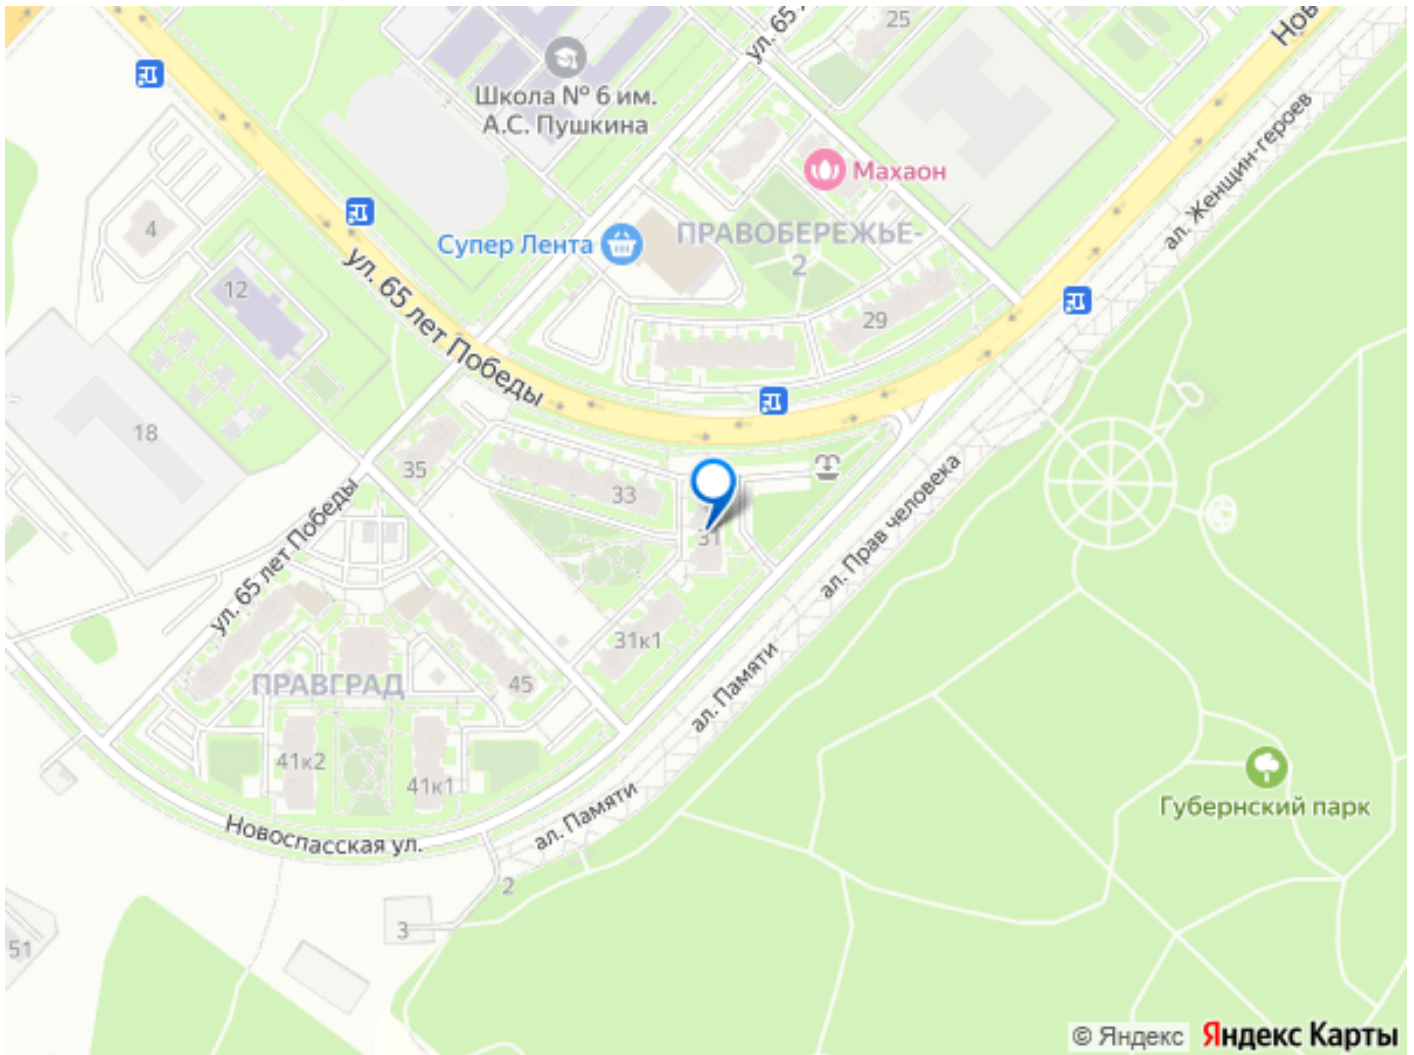 25
ул. 65
Нов
Школа № 6 им.
А.С. Пушкина
Махаон
ал. Женщин-героев
4
Супер Лента
ПРАВОБЕРЕЖЬЕ-
2
12
ул. 65 лет Победы
29
18
35
33
31
ал. Прав человека
ул. 65 лет Победы
31к1
ал. Памяти
ПРАВГРАД
45
41к2
41к1
Губернский парк
Новоспасская ул.
ал. Памяти
2
3
51
© Яндекс
Яндекс Карты